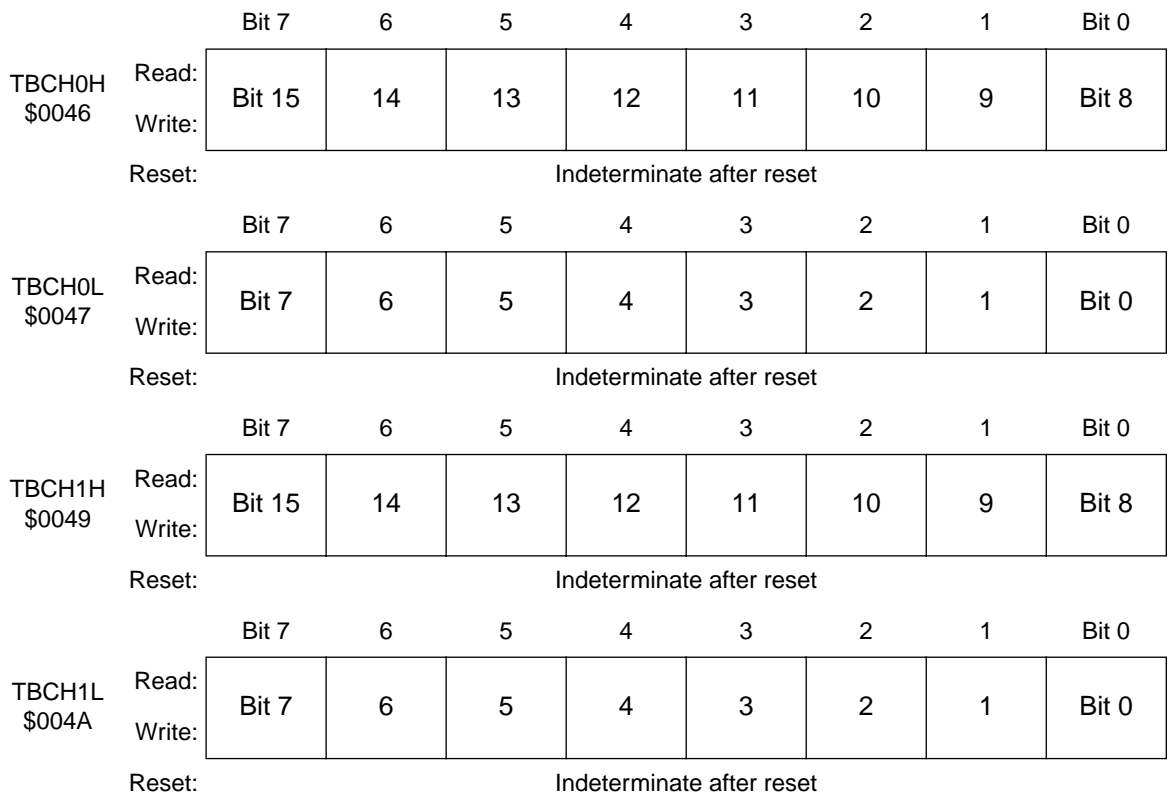 Bit 7 6 5 4 3 2 1 Bit 0
TBCH0H Read:
$0046 Bit 15 14 13 12 11 10 9 Bit 8
Write:
Reset: Indeterminate after reset
Bit 7 6 5 4 3 2 1 Bit 0
TBCH0L Read:
$0047 Bit 7 6 5 4 3 2 1 Bit 0
Write:
Reset: Indeterminate after reset
Bit 7 6 5 4 3 2 1 Bit 0
TBCH1H Read:
$0049 Bit 15 14 13 12 11 10 9 Bit 8
Write:
Reset: Indeterminate after reset
Bit 7 6 5 4 3 2 1 Bit 0
TBCH1L Read:
$004A Bit 7 6 5 4 3 2 1 Bit 0
Write:
Reset: Indeterminate after reset